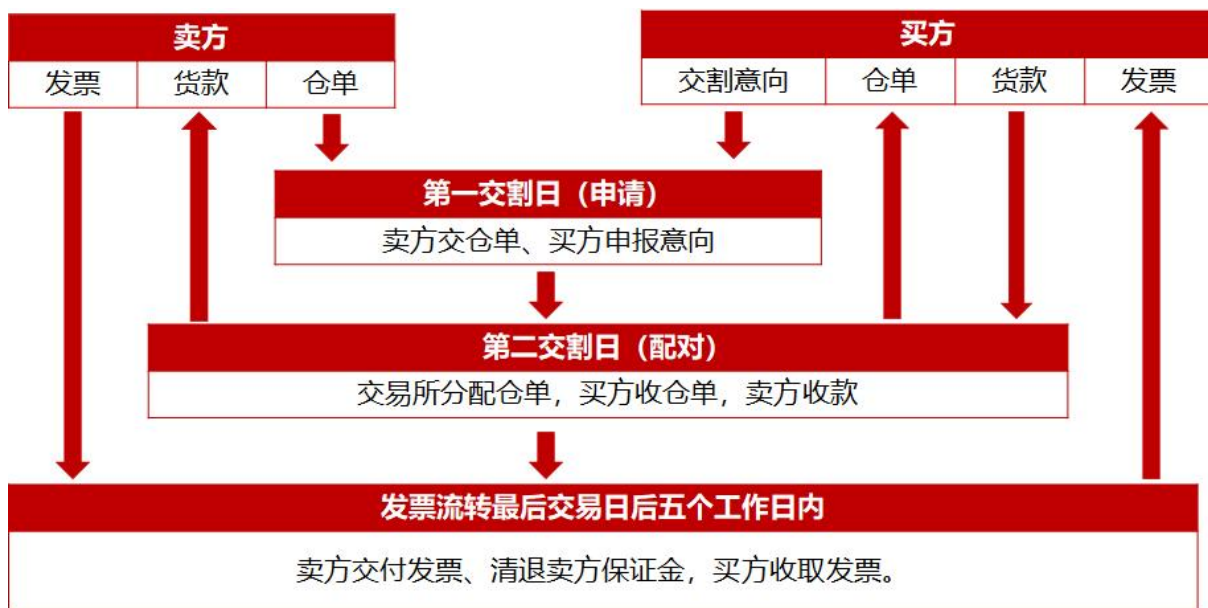 卖方
发票 货款 仓单
买方
交割意向 仓单 货款 发票
第一交割日（申请）
卖方交仓单、买方申报意向
第二交割日（配对）
交易所分配仓单，买方收仓单，卖方收款
发票流转最后交易日后五个工作日内
卖方交付发票、清退卖方保证金，买方收取发票。